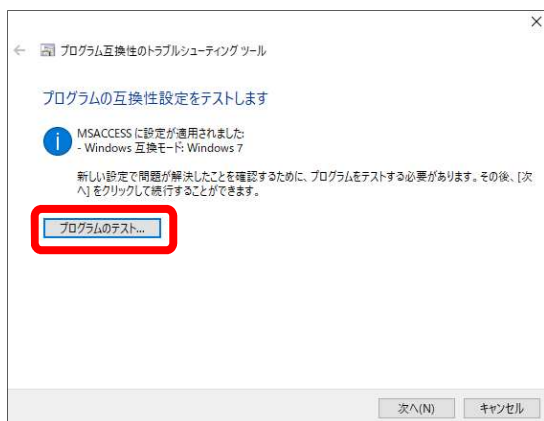 プログラム互換性のトラブルシューティング ツール
プログラムの互換性設定をテストします
MSACCESS に設定が適用されました:
- Windows 互換モード: Windows 7
新しい設定で問題が解決したことを確認するために、プログラムをテストする必要があります。その後、[次
へ] をクリックして続行することができます。
プログラムのテスト...
次へ(N) キャンセル